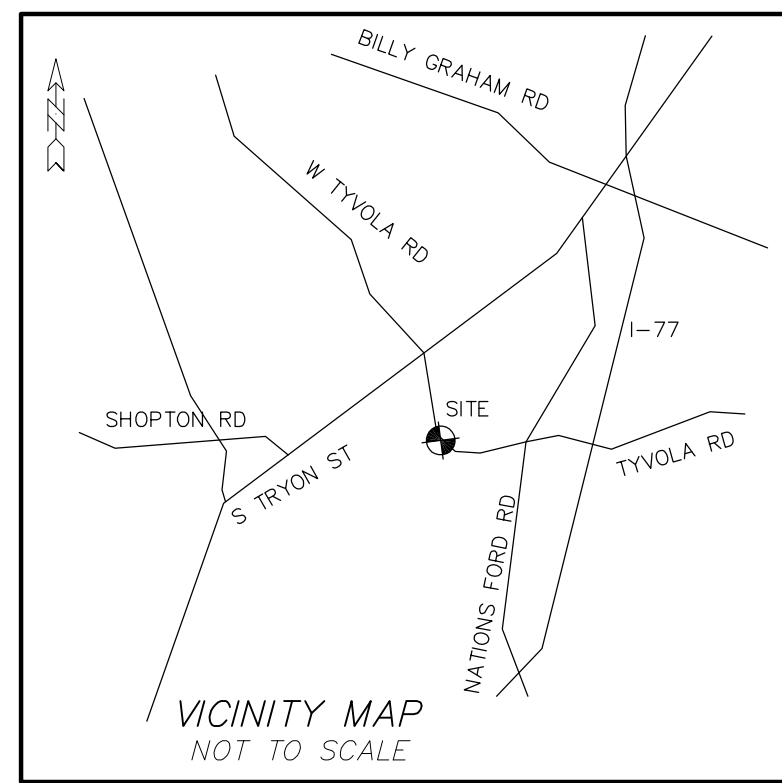 BILLY GRAHAM RD
N
W TYVOLA RD
I-77
SITE
SHOPTON RD
TYVOLA RD
S TRYON ST
NATIONS FORD RD
VICINITY MAP
NOT TO SCALE